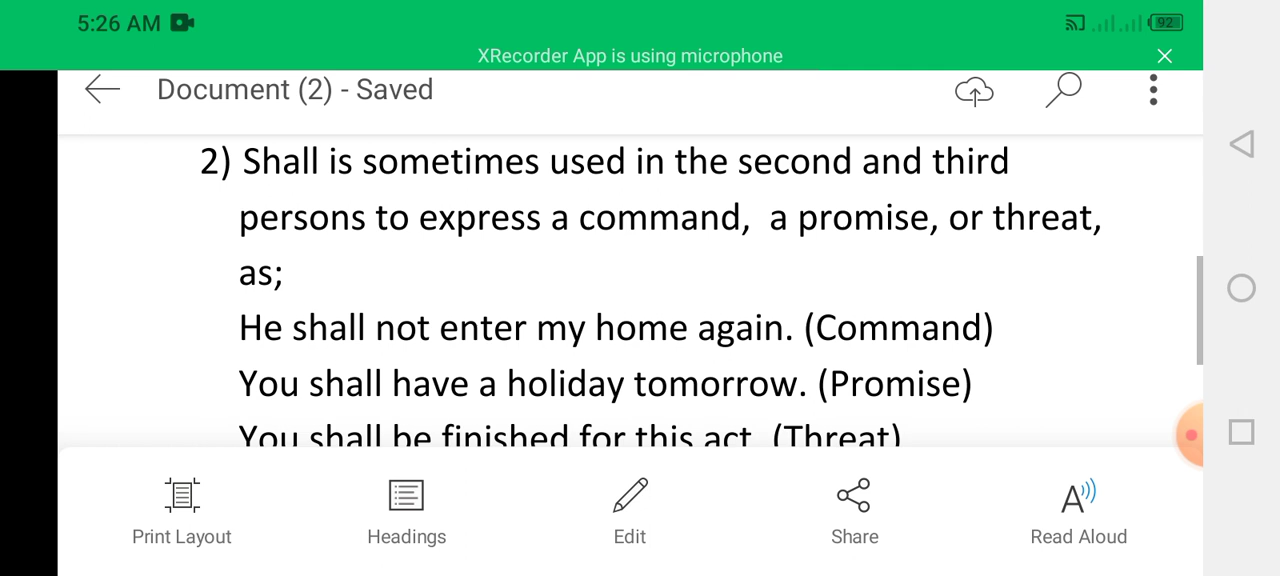 5:26 AM
92
XRecorder App is using microphone
Document (2) - Saved
2) Shall is sometimes used in the second and third
persons to express a command,  a promise, or threat,
as;
He shall not enter my home again. (Command)
You shall have a holiday tomorrow. (Promise)
You shall be finished for this act. (Threat)
Print Layout
Headings
Edit
Share
Read Aloud